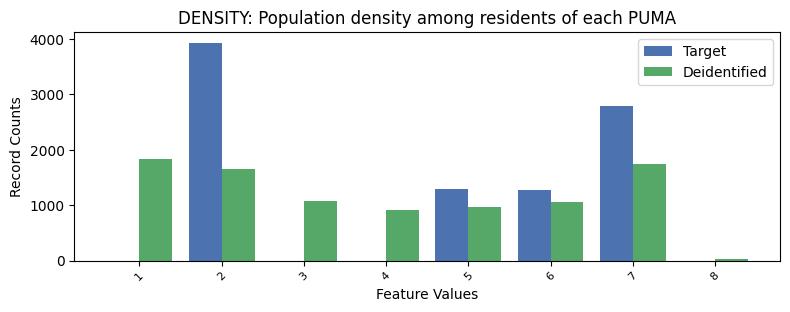 DENSITY: Population density among residents of each PUMA
Target
Deidentified
Record Counts
4000
3000
2000
1000
0
1 2 3 4 5 6 7 8
Feature Values